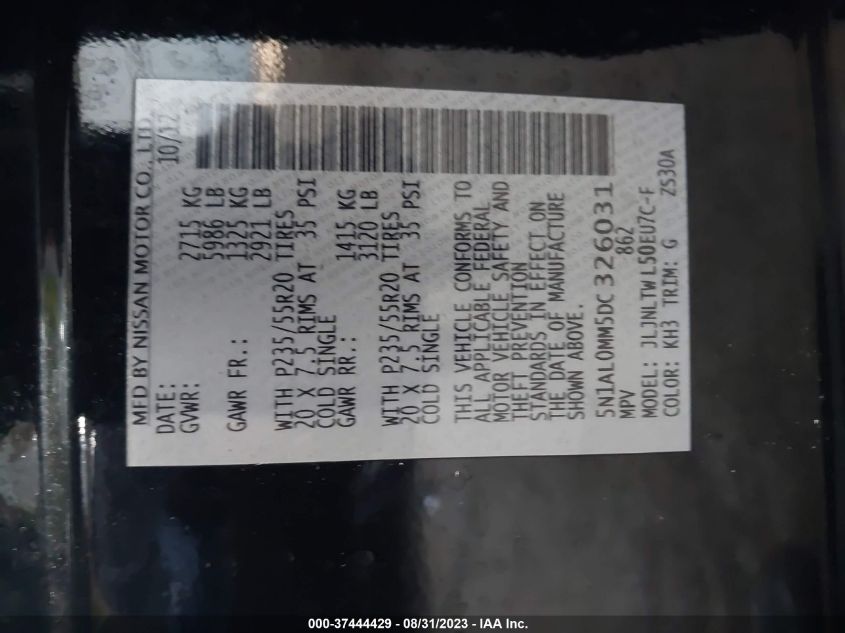 MFD BY NISSAN MOTOR CO., LTD.
DATE: 10/12
GVWR: 2715 KG
5986 LB
GAWR FR.: 1325 KG
2921 LB
WITH P235/55R20 TIRES
20 X 7.5 RIMS AT 35 PSI
COLD SINGLE
GAWR RR.: 1415 KG
3120 LB
WITH P235/55R20 TIRES
20 X 7.5 RIMS AT 35 PSI
COLD SINGLE
THIS VEHICLE CONFORMS TO
ALL APPLICABLE FEDERAL
MOTOR VEHICLE SAFETY AND
THEFT PREVENTION
STANDARDS IN EFFECT ON
THE DATE OF MANUFACTURE
SHOWN ABOVE.
5N1AL0MM5DC326031
MPV 862
MODEL: JLJNLTWL50EU7C-F
COLOR: KH3 TRIM: G ZS30A
000-37444429 - 08/31/2023 - IAA Inc.